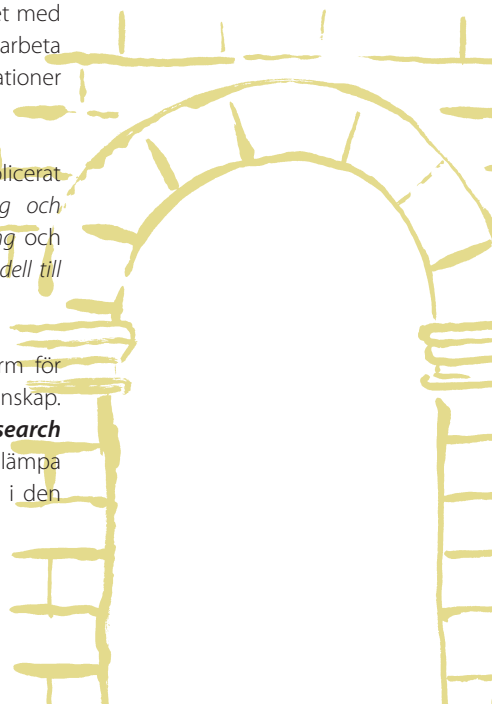 et med
arbeta
ationer
licerat
g och
ng och
dell till
rm för
nskap.
search
lämpa
i den